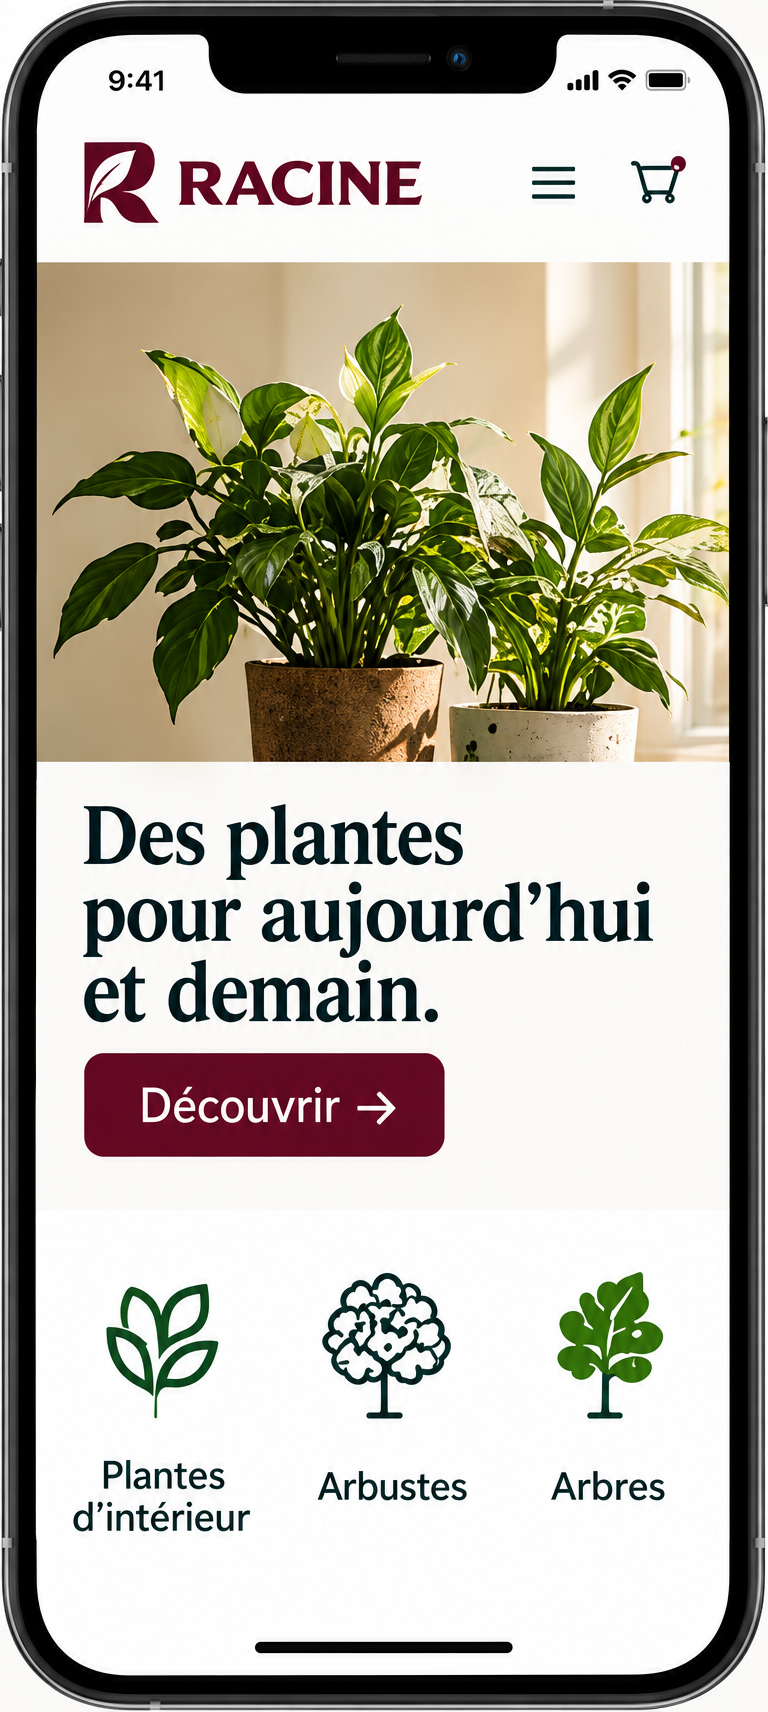 9:41
RACINE
Des plantes
pour aujourd’hui
et demain.
Découvrir →
Plantes
d’intérieur
Arbustes
Arbres